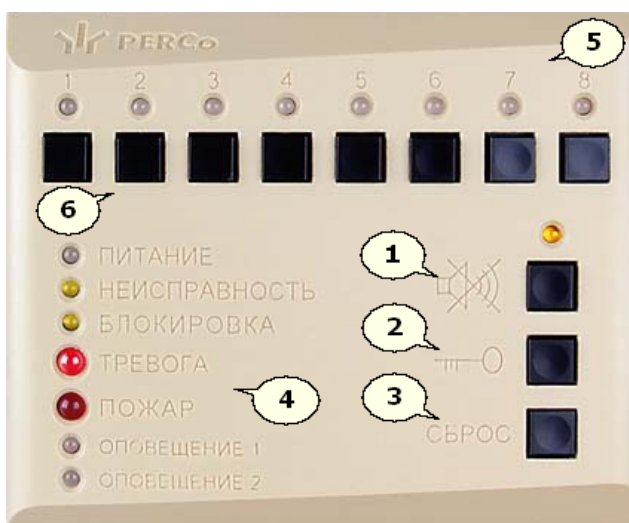 PERCo
5
1 2 3 4 5 6 7 8
6
ПИТАНИЕ
НЕИСПРАВНОСТЬ
БЛОКИРОВКА
ТРЕВОГА
ПОЖАР
ОПОВЕЩЕНИЕ 1
ОПОВЕЩЕНИЕ 2
4
1
2
3
СБРОС